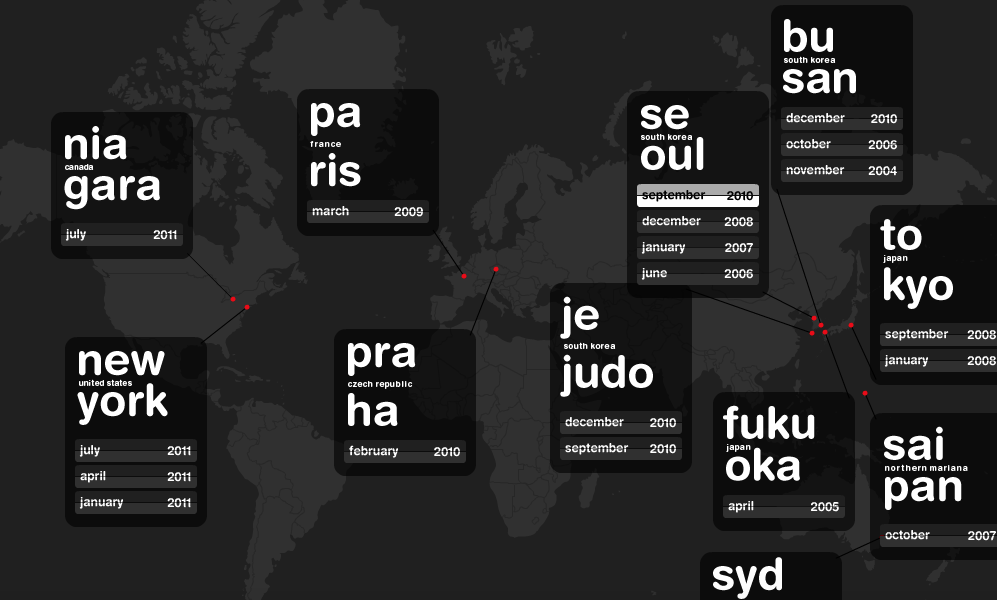 bu
south korea
san
december 2010
october 2006
november 2004
pa
france
ris
march 2009
se
south korea
oul
september 2010
december 2008
january 2007
june 2006
nia
canada
gara
july 2011
to
japan
kyo
september 2008
january 2008
je
south korea
judo
december 2010
september 2010
pra
czech republic
ha
february 2010
new
united states
york
july 2011
april 2011
january 2011
fuku
japan
oka
april 2005
sai
northern mariana
pan
october 2007
syd